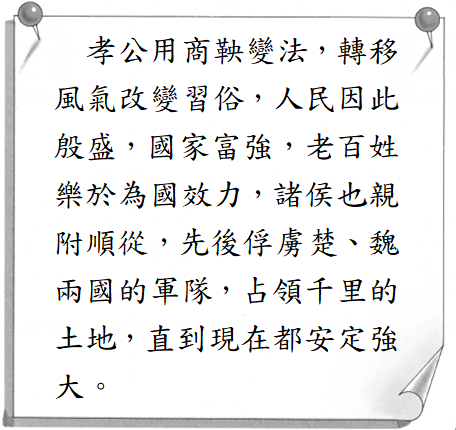 孝公用商鞅變法，轉移
風氣改變習俗，人民因此
殷盛，國家富強，老百姓
樂於為國效力，諸侯也親
附順從，先後俘虜楚、魏
兩國的軍隊，占領千里的
土地，直到現在都安定強
大。